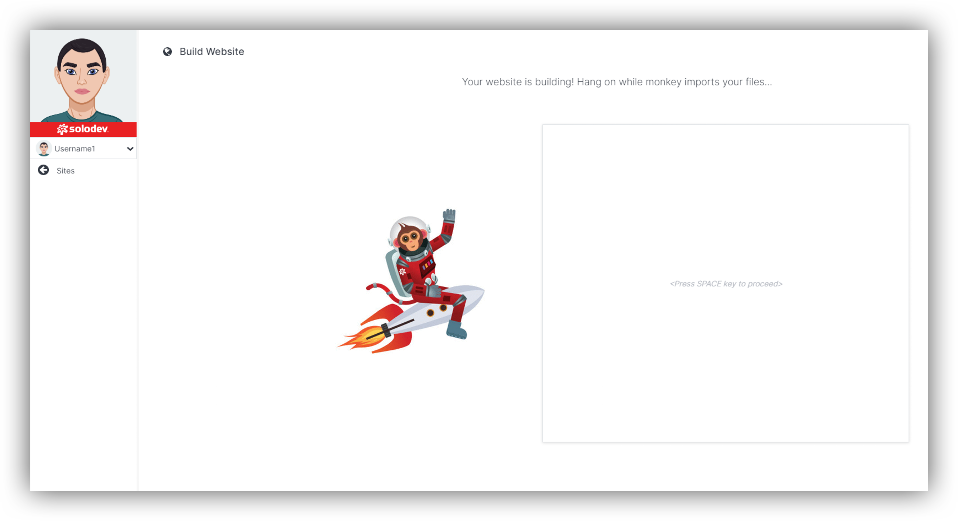 Build Website
Your website is building! Hang on while monkey imports your files...
solodev
Username1
Sites
<Press SPACE key to proceed>